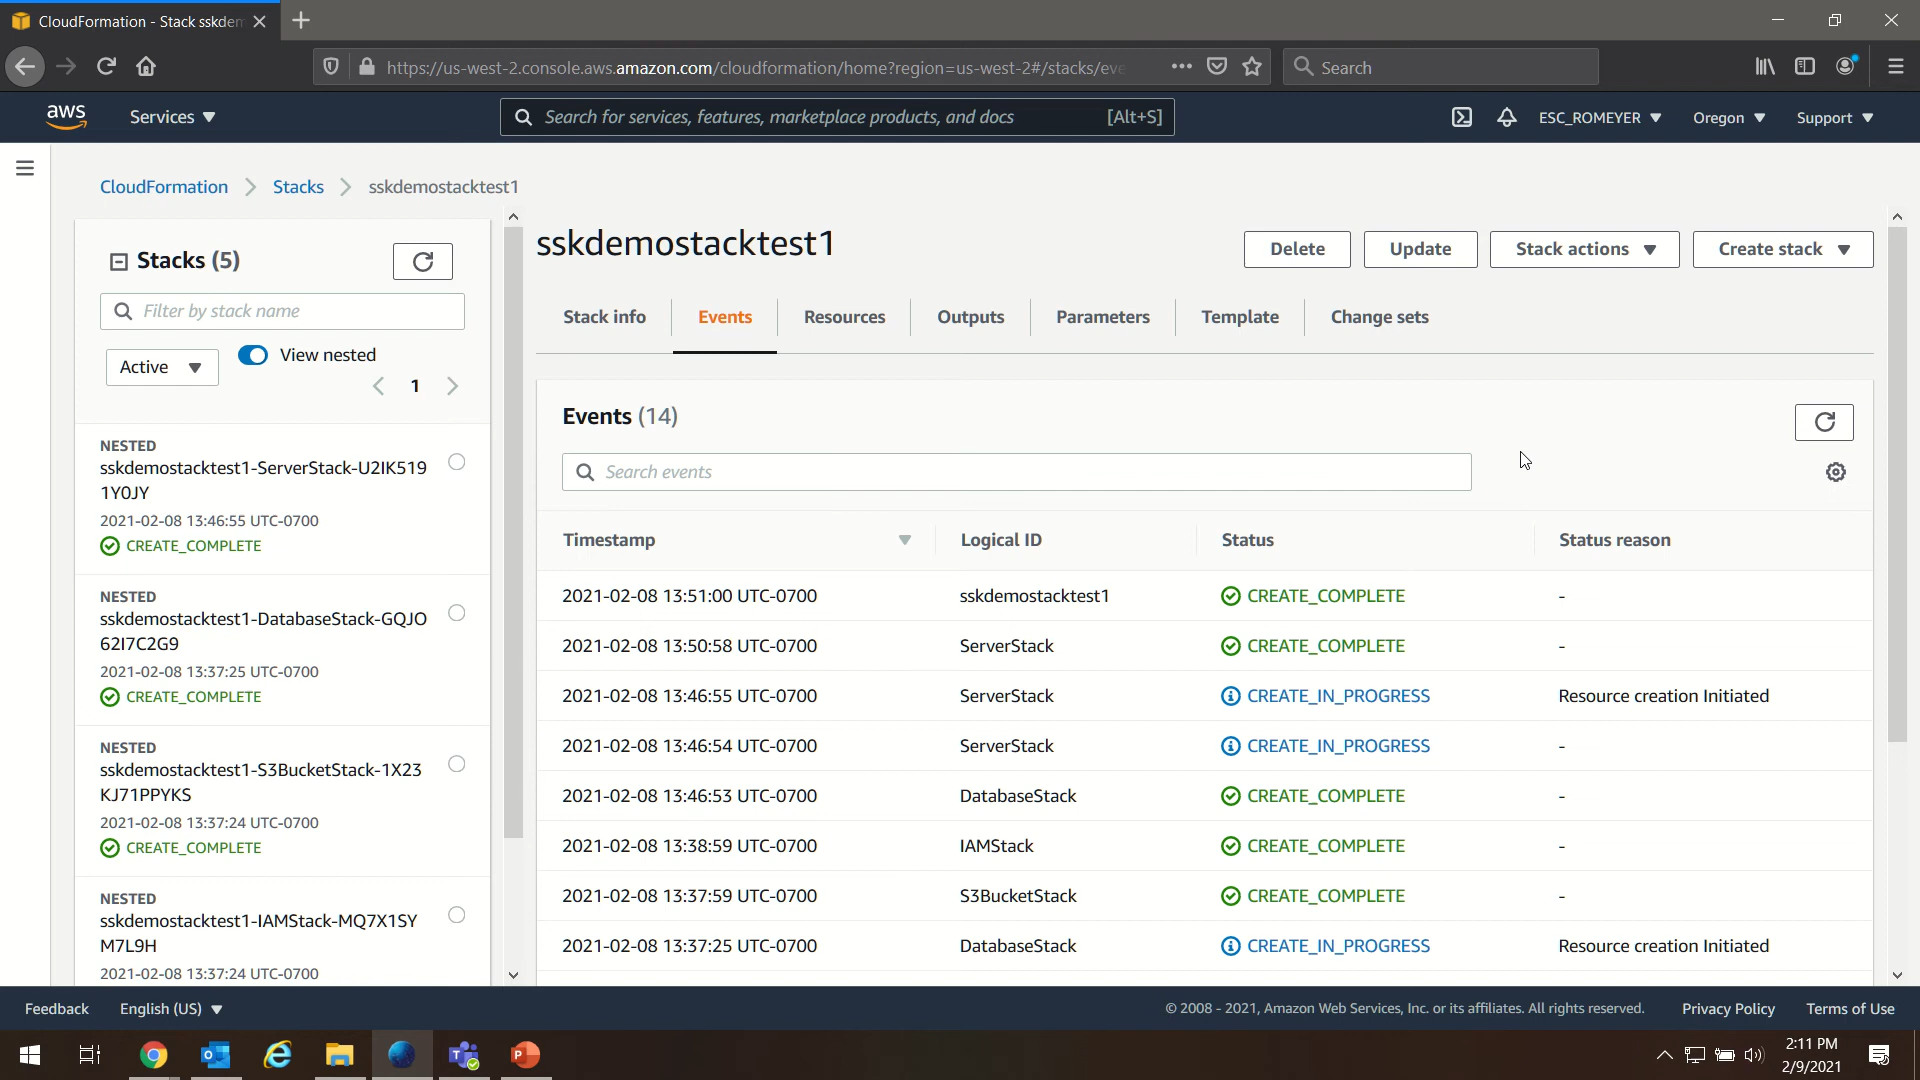 CloudFormation - Stack sskdem
https://us-west-2.console.aws.amazon.com/cloudformation/home?region=us-west-2#/stacks/eve
Search
aws
Services
Search for services, features, marketplace products, and docs [Alt+S]
ESC_ROMEYER
Oregon
Support
CloudFormation
Stacks
sskdemostacktest1
Stacks (5)
Filter by stack name
Active
View nested
1
NESTED
sskdemostacktest1-ServerStack-U2IK519
1Y0JY
2021-02-08 13:46:55 UTC-0700
CREATE_COMPLETE
NESTED
sskdemostacktest1-DatabaseStack-GQJO
62I7C2G9
2021-02-08 13:37:25 UTC-0700
CREATE_COMPLETE
NESTED
sskdemostacktest1-S3BucketStack-1X23
KJ71PPYKS
2021-02-08 13:37:24 UTC-0700
CREATE_COMPLETE
NESTED
sskdemostacktest1-IAMStack-MQ7X1SY
M7L9H
2021-02-08 13:37:24 UTC-0700
sskdemostacktest1
Delete
Update
Stack actions
Create stack
Stack info
Events
Resources
Outputs
Parameters
Template
Change sets
Events (14)
Search events
Timestamp Logical ID Status Status reason
2021-02-08 13:51:00 UTC-0700 sskdemostacktest1 CREATE_COMPLETE -
2021-02-08 13:50:58 UTC-0700 ServerStack CREATE_COMPLETE -
2021-02-08 13:46:55 UTC-0700 ServerStack CREATE_IN_PROGRESS Resource creation Initiated
2021-02-08 13:46:54 UTC-0700 ServerStack CREATE_IN_PROGRESS -
2021-02-08 13:46:53 UTC-0700 DatabaseStack CREATE_COMPLETE -
2021-02-08 13:38:59 UTC-0700 IAMStack CREATE_COMPLETE -
2021-02-08 13:37:59 UTC-0700 S3BucketStack CREATE_COMPLETE -
2021-02-08 13:37:25 UTC-0700 DatabaseStack CREATE_IN_PROGRESS Resource creation Initiated
Feedback
English (US)
© 2008 - 2021, Amazon Web Services, Inc. or its affiliates. All rights reserved.
Privacy Policy
Terms of Use
2:11 PM
2/9/2021